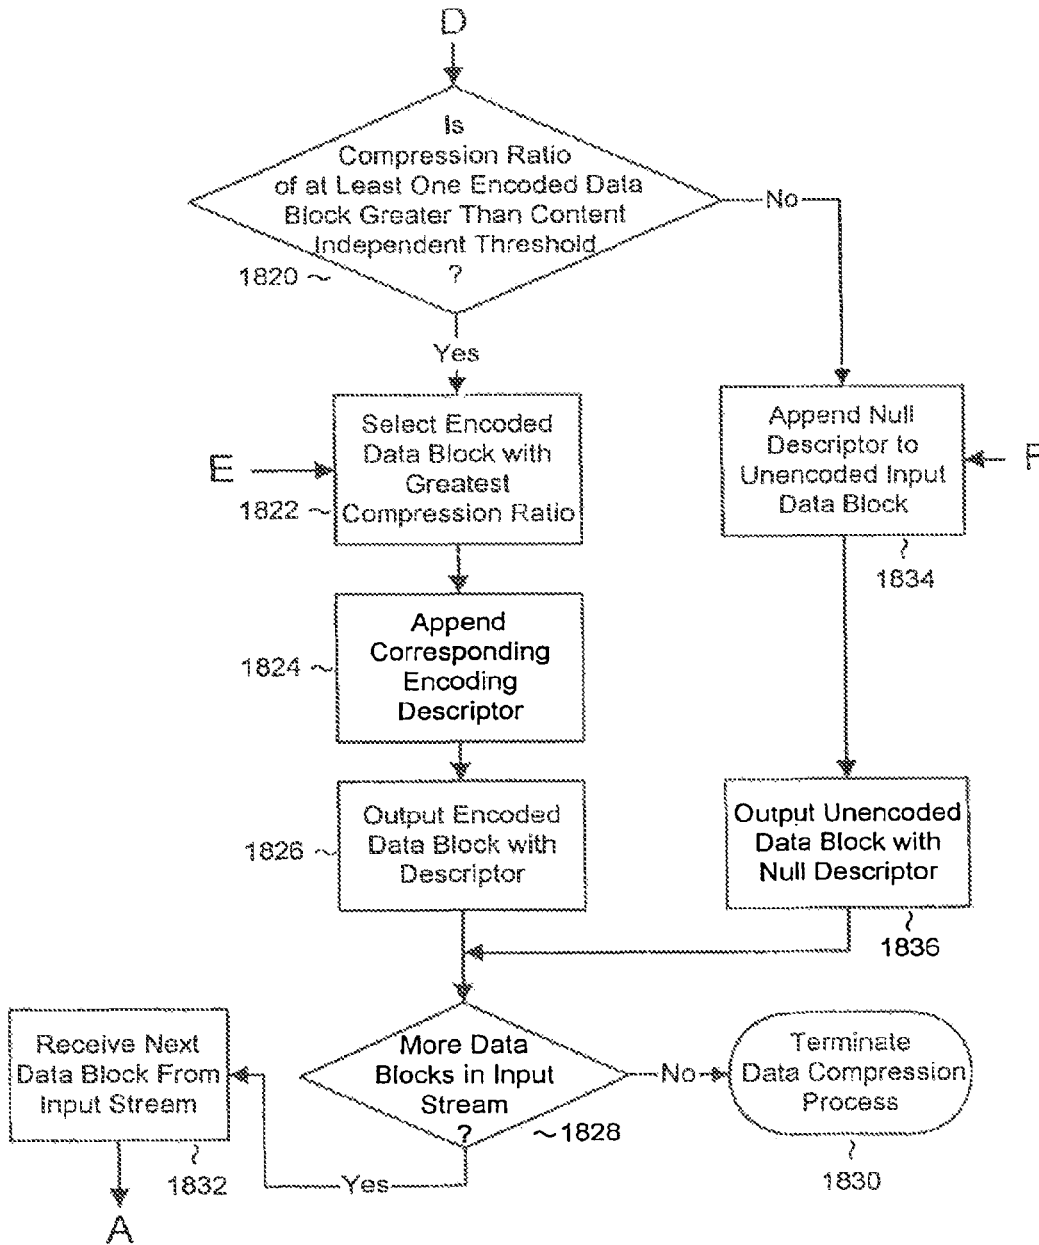 D
Is
Compression Ratio
of at Least One Encoded Data
Block Greater Than Content
Independent Threshold
?
1820
No
Yes
E
Select Encoded
Data Block with
Greatest
Compression Ratio
1822
Append Null
Descriptor to
Unencoded Input
Data Block
F
1834
Append
Corresponding
Encoding
Descriptor
1824
Output Encoded
Data Block with
Descriptor
1826
Output Unencoded
Data Block with
Null Descriptor
1836
More Data
Blocks in Input
Stream
?
1828
No
Terminate
Data Compression
Process
1830
Yes
Receive Next
Data Block From
Input Stream
1832
A